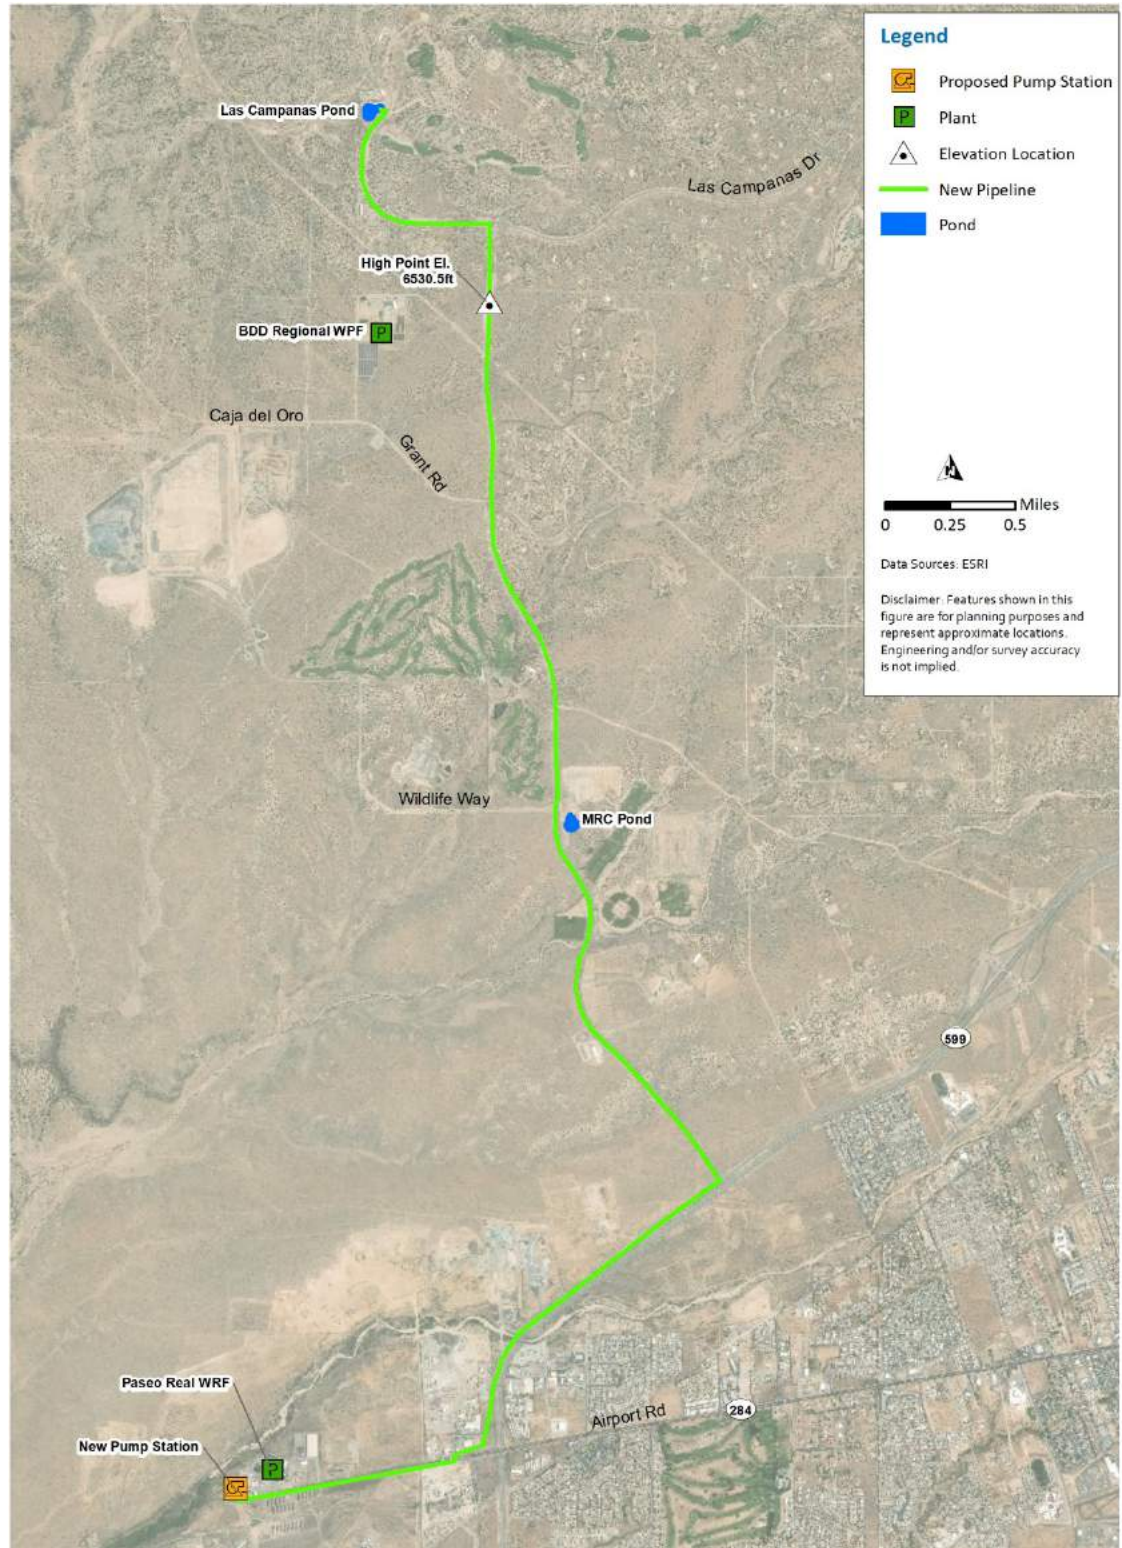 Legend
Proposed Pump Station
P
Plant
Elevation Location
New Pipeline
Pond
N
Miles
0 0.25 0.5
Data Sources: ESRI
Disclaimer: Features shown in this
figure are for planning purposes and
represent approximate locations.
Engineering and/or survey accuracy
is not implied.
Las Campanas Pond
Las Campanas Dr
High Point El.
6530.5ft
BDD Regional WPF
P
Caja del Oro
Grant Rd
Wildlife Way
MRC Pond
599
Paseo Real WRF
284
Airport Rd
New Pump Station
P